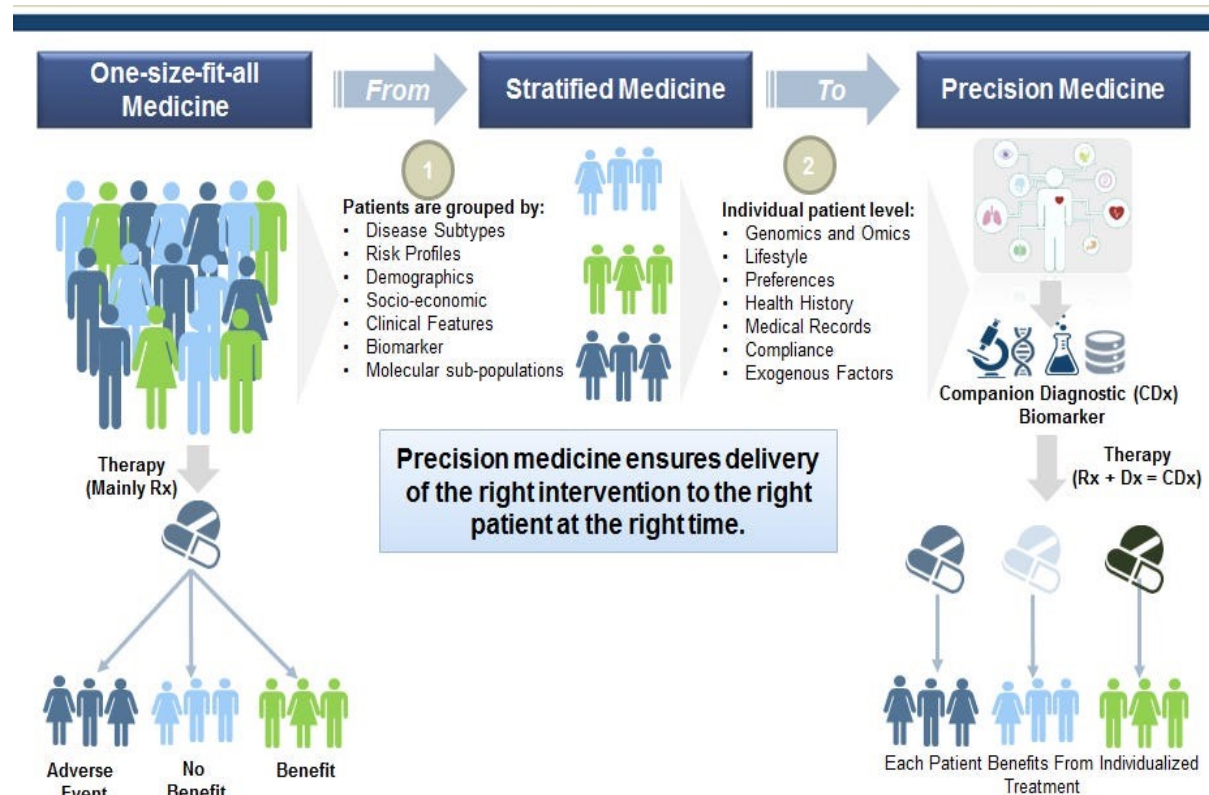 One-size-fit-all
Medicine
From
Stratified Medicine
To
Precision Medicine
1
Patients are grouped by:
• Disease Subtypes
• Risk Profiles
• Demographics
• Socio-economic
• Clinical Features
• Biomarker
• Molecular sub-populations
2
Individual patient level:
• Genomics and Omics
• Lifestyle
• Preferences
• Health History
• Medical Records
• Compliance
• Exogenous Factors
Companion Diagnostic (CDx)
Biomarker
Therapy
(Mainly Rx)
Precision medicine ensures delivery
of the right intervention to the right
patient at the right time.
Therapy
(Rx + Dx = CDx)
Adverse
Event
No
Benefit
Benefit
Each Patient Benefits From Individualized
Treatment